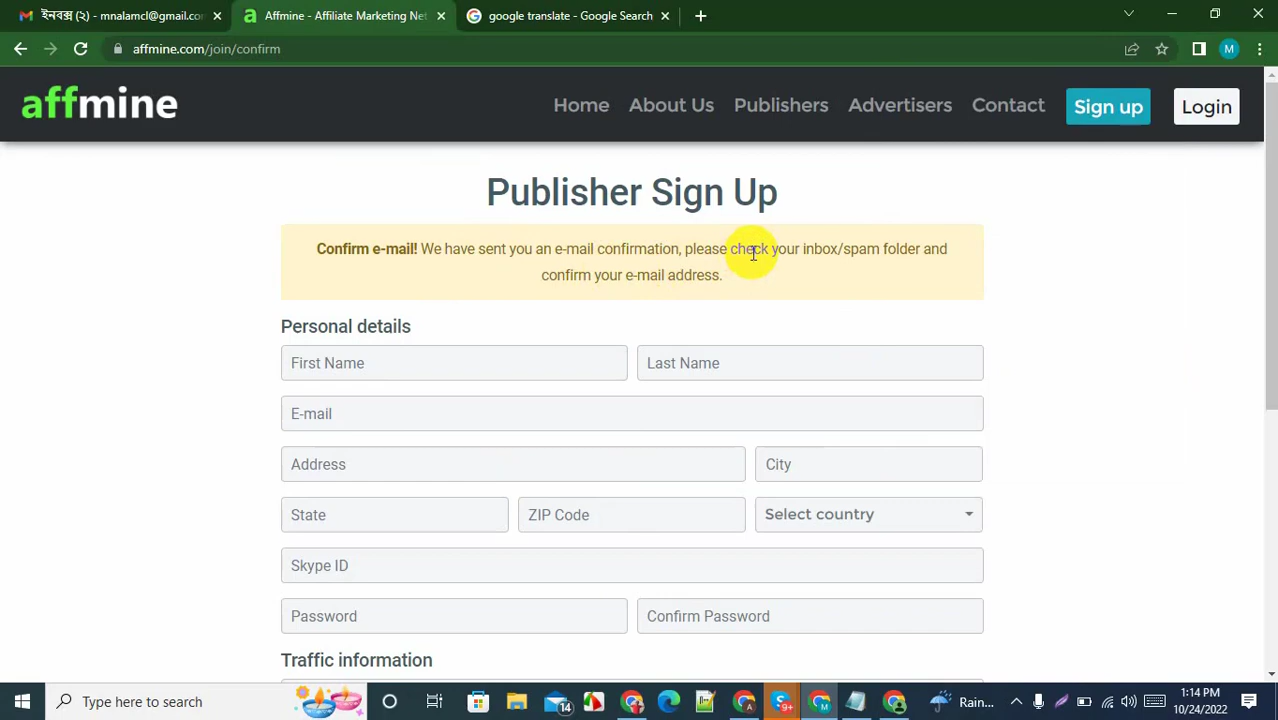 ইনবক্স (২) - mnalamcl@gmail.com
Affmine - Affiliate Marketing Net
google translate - Google Search
affmine.com/join/confirm
M
affmine
Home
About Us
Publishers
Advertisers
Contact
Sign up
Login
Publisher Sign Up
Confirm e-mail! We have sent you an e-mail confirmation, please check your inbox/spam folder and
confirm your e-mail address.
Personal details
First Name
Last Name
E-mail
Address
City
State
ZIP Code
Select country
Skype ID
Password
Confirm Password
Traffic information
Type here to search
14
9+
Rain...
1:14 PM
10/24/2022